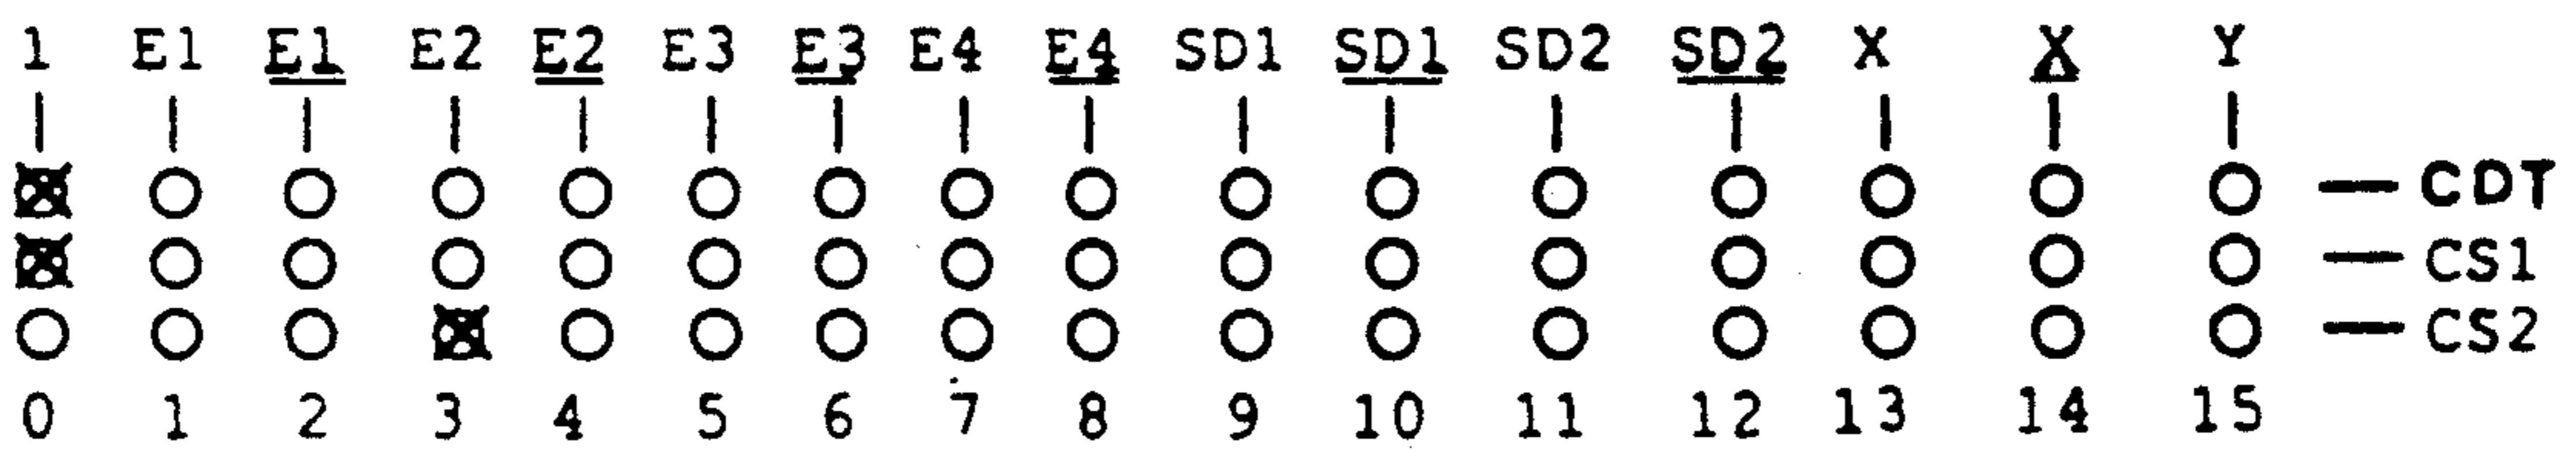 1 E1 E1 E2 E2 E3 E3 E4 E4 SD1 SD1 SD2 SD2 X X Y
CDT
CS1
CS2
0 1 2 3 4 5 6 7 8 9 10 11 12 13 14 15